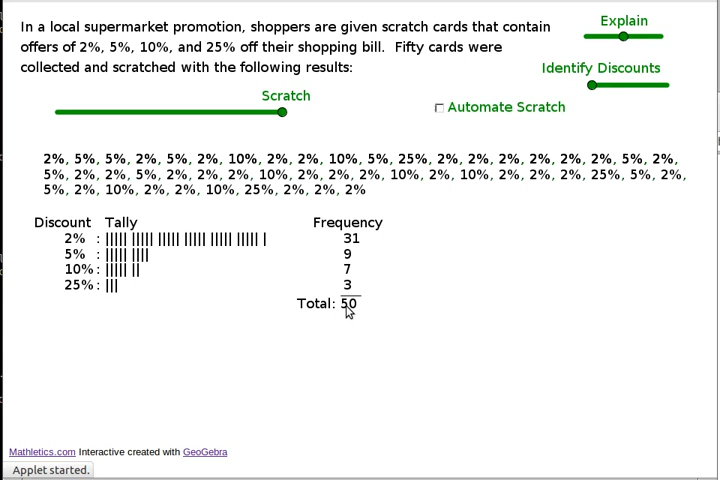 In a local supermarket promotion, shoppers are given scratch cards that contain
offers of 2%, 5%, 10%, and 25% off their shopping bill. Fifty cards were
collected and scratched with the following results:
Explain
Identify Discounts
Scratch
Automate Scratch
2%, 5%, 5%, 2%, 5%, 2%, 10%, 2%, 2%, 10%, 5%, 25%, 2%, 2%, 2%, 2%, 2%, 2%, 5%, 2%,
5%, 2%, 2%, 5%, 2%, 2%, 2%, 10%, 2%, 2%, 2%, 10%, 2%, 10%, 2%, 2%, 2%, 25%, 5%, 2%,
5%, 2%, 10%, 2%, 2%, 10%, 25%, 2%, 2%, 2%
Discount Tally Frequency
2% : ||||| ||||| ||||| ||||| ||||| ||||| | 31
5% : ||||| |||| 9
10% : ||||| || 7
25% : ||| 3
Total: 50
Mathletics.com Interactive created with GeoGebra
Applet started.